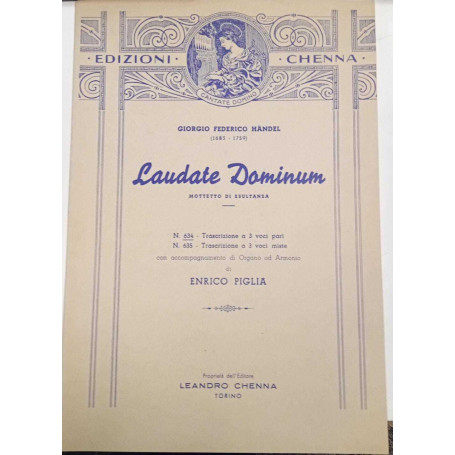 EDIZIONI · CHENNA
CANTATE DOMINO
GIORGIO FEDERICO HÄNDEL
(1685 - 1759)
Laudate Dominum
MOTTETTO DI ESULTANZA
N. 634 - Trascrizione a 3 voci pari
N. 635 - Trascrizione a 3 voci miste
con accompagnamento di Organo od Armonio
di
ENRICO PIGLIA
Proprietà dell'Editore
LEANDRO CHENNA
TORINO